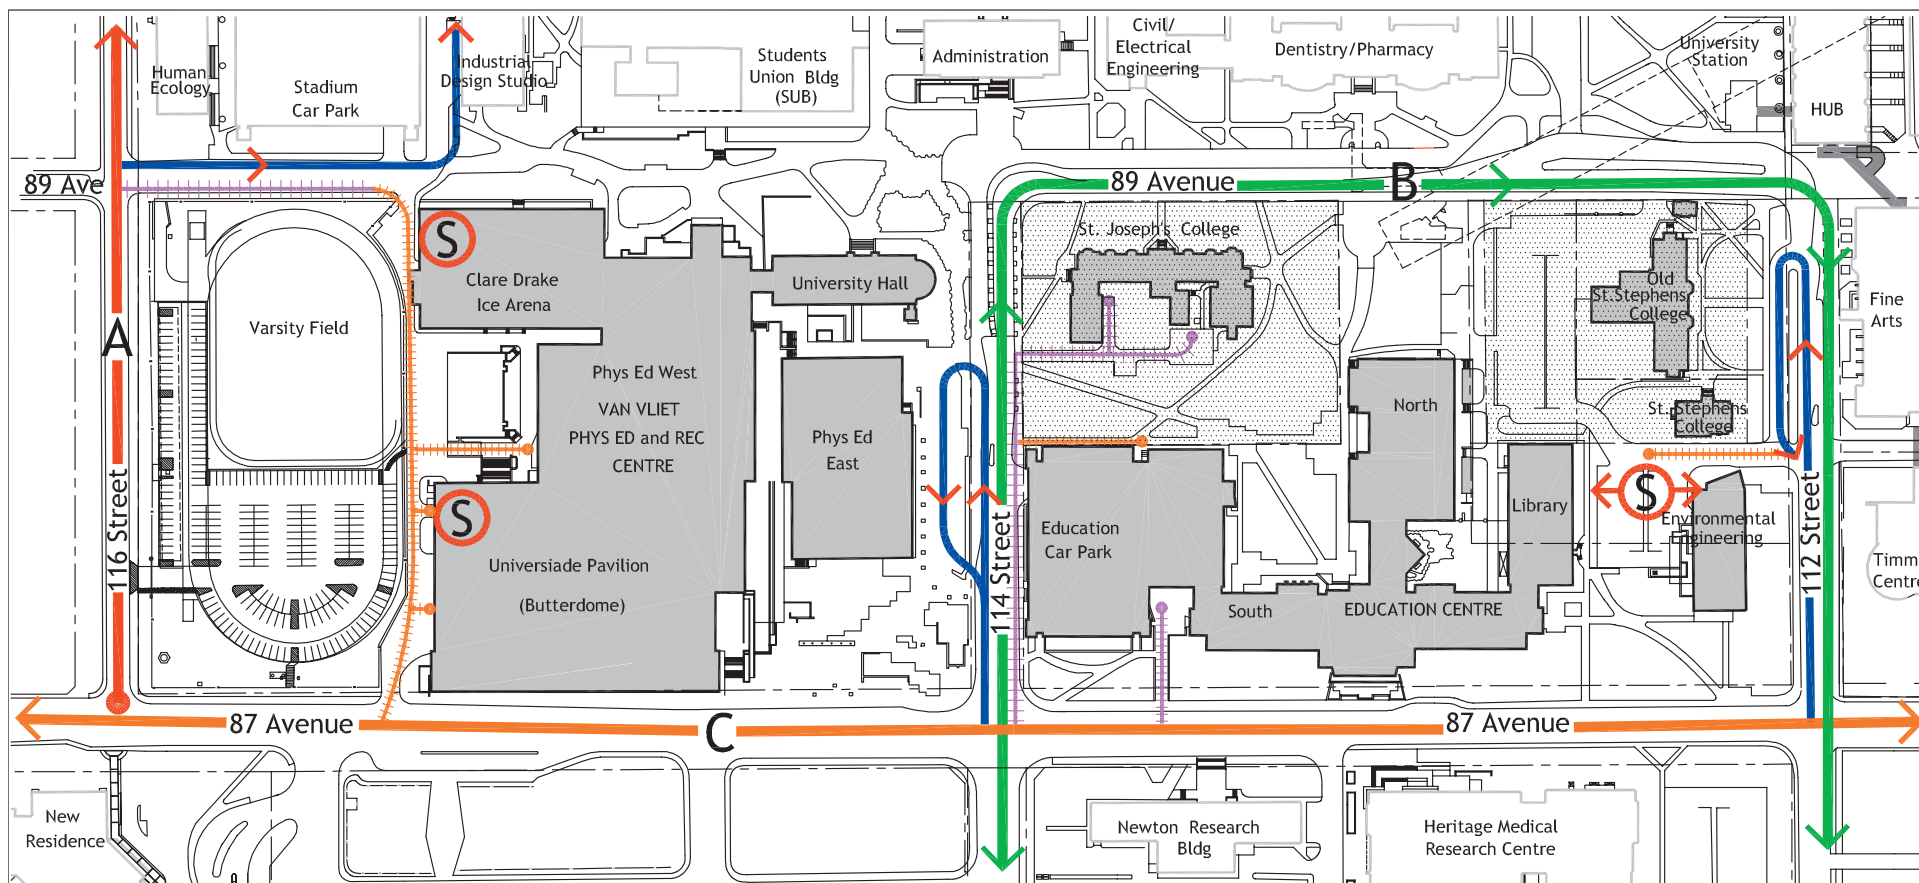 Human
Ecology
Stadium
Car Park
Industrial
Design Studio
Students
Union Bldg
(SUB)
Administration
Civil/
Electrical
Engineering
Dentistry/Pharmacy
University
Station
HUB
89 Ave
89 Avenue
B
S
Clare Drake
Ice Arena
University Hall
St. Joseph's College
Old
St.Stephens
College
Fine
Arts
A
Varsity Field
Phys Ed West
VAN VLIET
PHYS ED and REC
CENTRE
Phys Ed
East
North
St. Stephens
College
116 Street
S
Universiade Pavilion
(Butterdome)
114 Street
Education
Car Park
Library
S
Environmental
Engineering
112 Street
Timm
Centre
South
EDUCATION CENTRE
87 Avenue
C
87 Avenue
New
Residence
Newton Research
Bldg
Heritage Medical
Research Centre